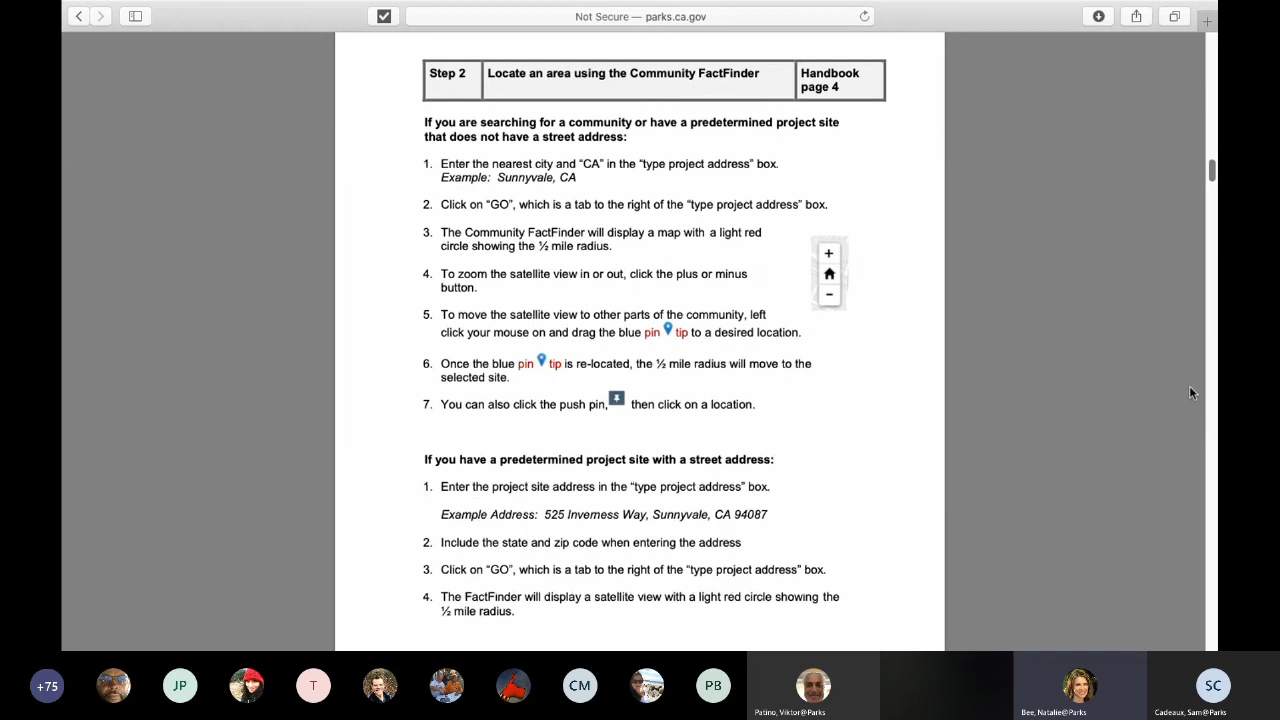 Not Secure — parks.ca.gov
Step 2
Locate an area using the Community FactFinder
Handbook
page 4
If you are searching for a community or have a predetermined project site
that does not have a street address:
1. Enter the nearest city and “CA” in the “type project address” box.
Example: Sunnyvale, CA
2. Click on “GO”, which is a tab to the right of the “type project address” box.
3. The Community FactFinder will display a map with a light red
circle showing the ½ mile radius.
4. To zoom the satellite view in or out, click the plus or minus
button.
5. To move the satellite view to other parts of the community, left
click your mouse on and drag the blue pin tip to a desired location.
6. Once the blue pin tip is re-located, the ½ mile radius will move to the
selected site.
7. You can also click the push pin, then click on a location.
If you have a predetermined project site with a street address:
1. Enter the project site address in the “type project address” box.
Example Address: 525 Inverness Way, Sunnyvale, CA 94087
2. Include the state and zip code when entering the address
3. Click on “GO”, which is a tab to the right of the “type project address” box.
4. The FactFinder will display a satellite view with a light red circle showing the
½ mile radius.
+75
JP
T
CM
PB
SC
Patino, Viktor@Parks
Bee, Natalie@Parks
Cadeaux, Sam@Parks